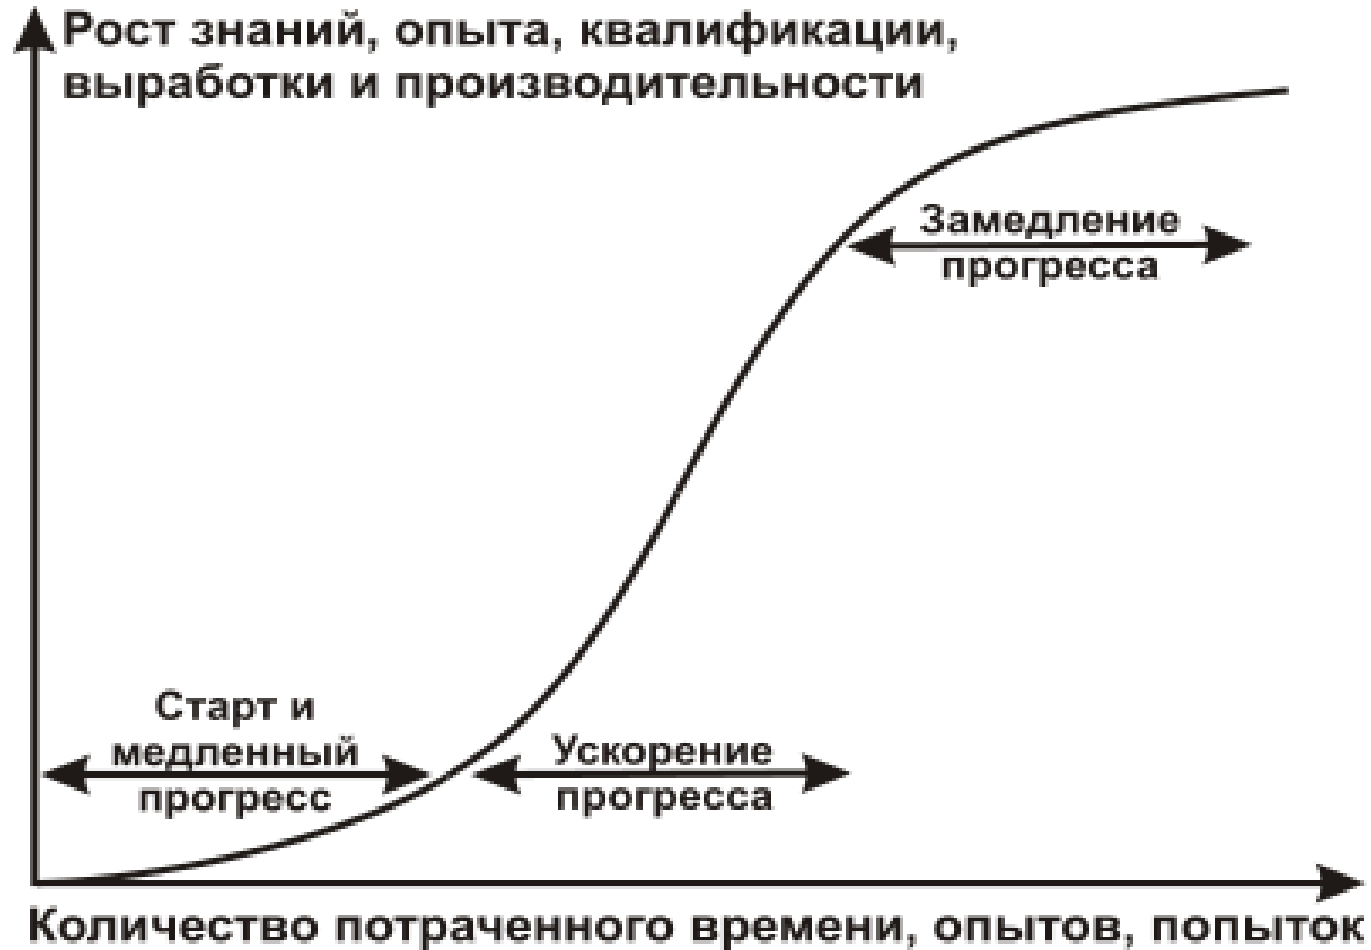 Рост знаний, опыта, квалификации,
выработки и производительности
Замедление
прогресса
Старт и
медленный
прогресс
Ускорение
прогресса
Количество потраченного времени, опытов, попыток